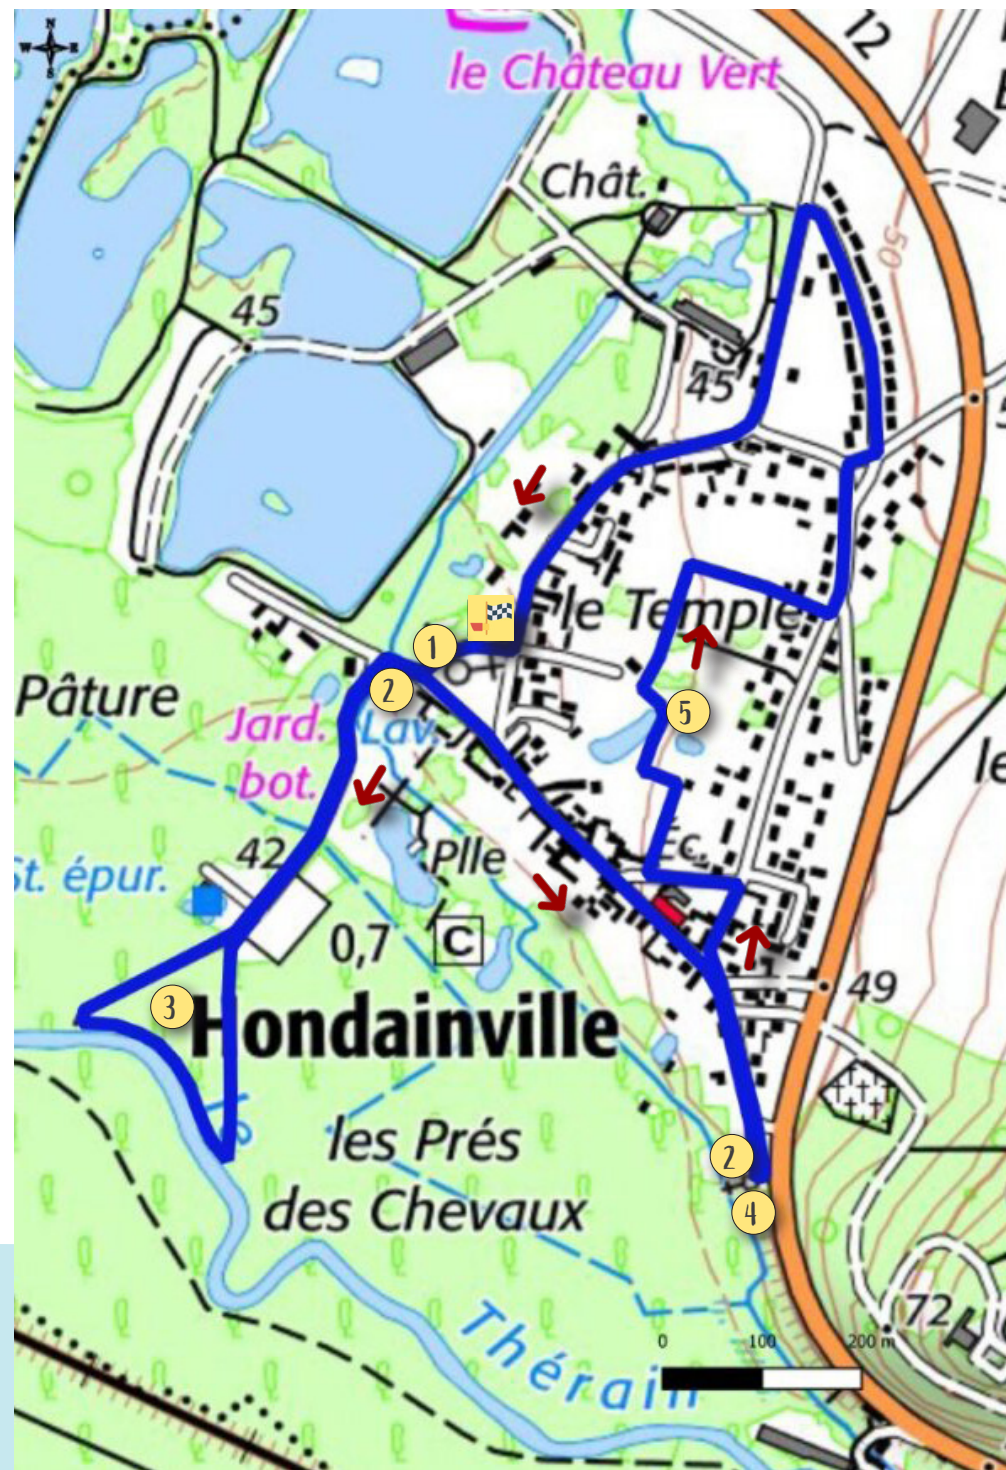 N
W E
S
12
le Château Vert
Chât.
50
45
45
le Temple
1
2
Pâture
Jard.
bot.
Lav.
5
le
Éc.
42
Plle
St. épur.
0,7
C
49
3
Hondainville
les Prés
des Chevaux
2
4
72
0 100 200 m
Thérain